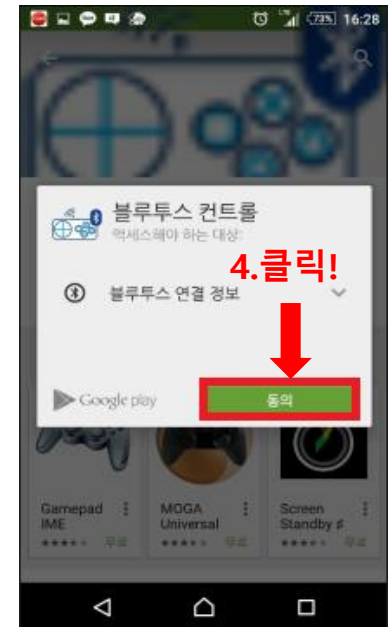 73% 16:28
블루투스 컨트롤
액세스해야 하는 대상:
4.클릭!
블루투스 연결 정보
Google play
동의
Gamepad
IME
무료
MOGA
Universal
무료
Screen
Standby #
무료